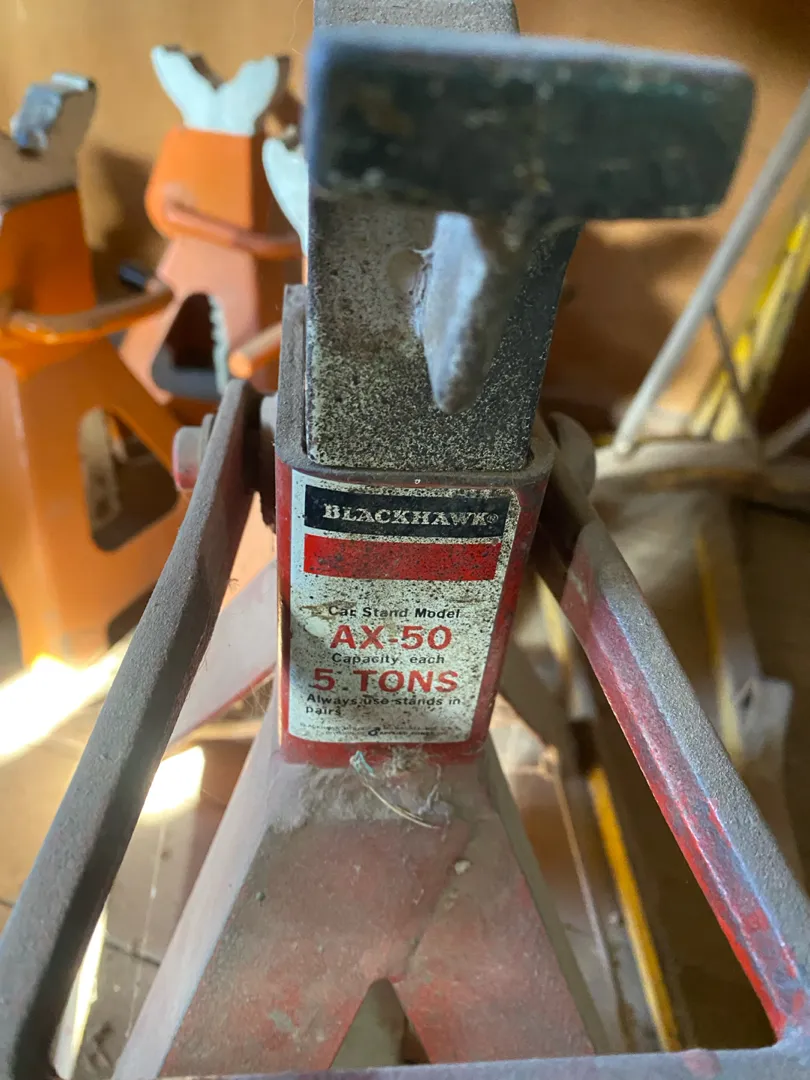 BLACKHAWK®
Car Stand Model
AX-50
Capacity each
5 TONS
Always use stands in
pairs